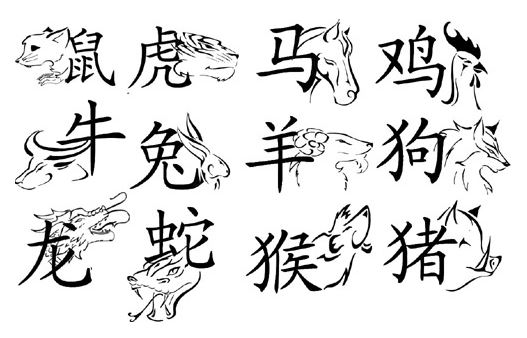 鼠 虎 马 鸡
牛 兔 羊 狗
龙 蛇 猴 猪